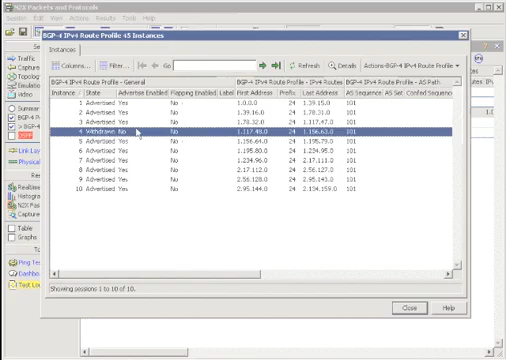 N2X Packets and Protocols
Session Edit View Actions Results Tools Help
BGP-4 IPv4 Route Profile 45 Instances
Instances
Columns... Filter... Go Refresh Details Actions-BGP-4 IPv4 Route Profile
BGP-4 IPv4 Route Profile - General BGP-4 IPv4 Route Profile - IPv4 Routes BGP-4 IPv4 Route Profile - AS Path
Instance State Advertise Enabled Flapping Enabled Label First Address Prefix Last Address AS Sequence AS Set Confed Sequence
1 Advertised Yes No 1.0.0.0 24 1.39.15.0 101
2 Advertised Yes No 1.39.16.0 24 1.78.31.0 101
3 Advertised Yes No 1.78.32.0 24 1.117.47.0 101
4 Withdrawn No No 1.117.48.0 24 1.156.63.0 101
5 Advertised Yes No 1.156.64.0 24 1.195.79.0 101
6 Advertised Yes No 1.195.80.0 24 1.234.95.0 101
7 Advertised Yes No 1.234.96.0 24 2.17.111.0 101
8 Advertised Yes No 2.17.112.0 24 2.56.127.0 101
9 Advertised Yes No 2.56.128.0 24 2.95.143.0 101
10 Advertised Yes No 2.95.144.0 24 2.134.159.0 101
Showing sessions 1 to 10 of 10.
Close Help
Traffic
Capture
Topolog
Emulatio
Video
Summar
BGP-4 P
> BGP-4
OSPF
Link Lay
Physical
Realtime
Histogra
N2X Pas
Capture
Table
Graphs
Ping Tes
Dashbo
Test Lo